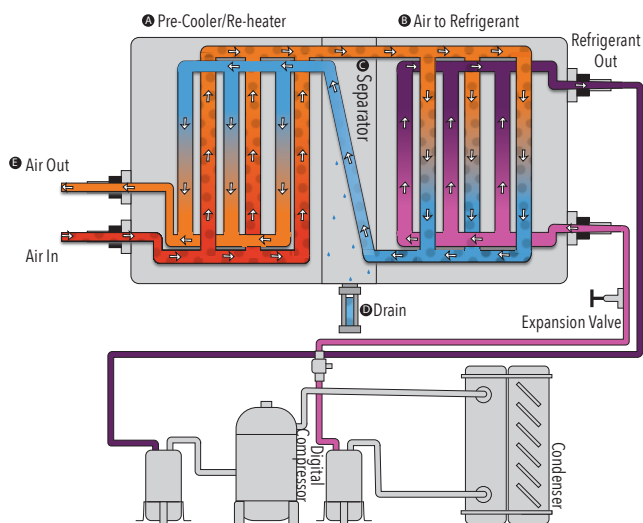 A Pre-Cooler/Re-heater
B Air to Refrigerant
Refrigerant
Out
C Separator
E Air Out
Air In
D Drain
Expansion Valve
Digital
Compressor
Condenser